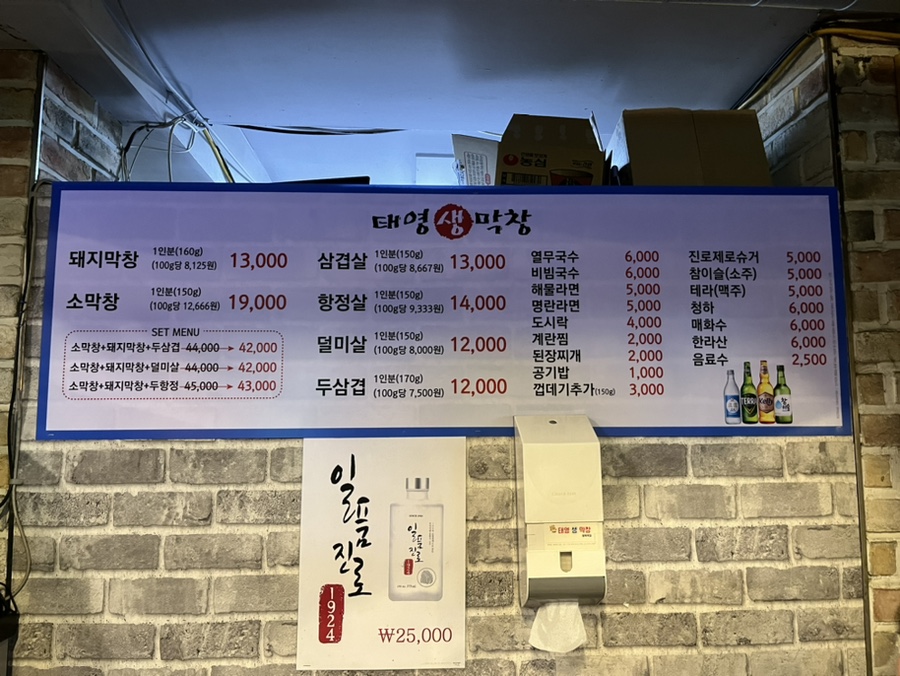 태영생막창
돼지막창 1인분(160g) (100g당 8,125원) 13,000
소막창 1인분(150g) (100g당 12,666원) 19,000
SET MENU
소막창+돼지막창+두삼겹 44,000 → 42,000
소막창+돼지막창+덜미살 44,000 → 42,000
소막창+돼지막창+두항정 45,000 → 43,000
삼겹살 1인분(150g) (100g당 8,667원) 13,000
항정살 1인분(150g) (100g당 9,333원) 14,000
덜미살 1인분(150g) (100g당 8,000원) 12,000
두삼겹 1인분(170g) (100g당 7,500원) 12,000
열무국수 6,000
비빔국수 6,000
해물라면 5,000
명란라면 5,000
도시락 4,000
계란찜 2,000
된장찌개 2,000
공기밥 1,000
껍데기추가(150g) 3,000
진로제로슈거 5,000
참이슬(소주) 5,000
테라(맥주) 5,000
청하 6,000
매화수 6,000
한라산 6,000
음료수 2,500
TERRA
Kelly
농심
일품진로
1924
일품진로
₩25,000
태영 생 막창